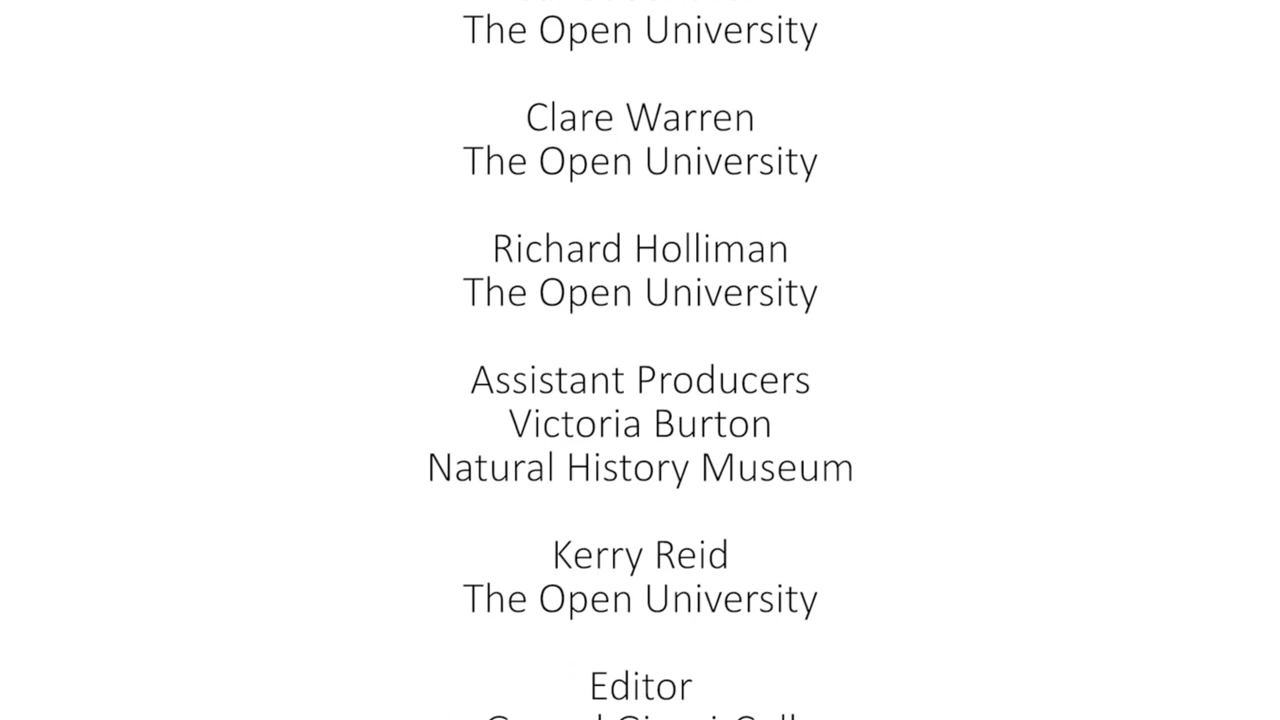 The Open University
Clare Warren
The Open University
Richard Holliman
The Open University
Assistant Producers
Victoria Burton
Natural History Museum
Kerry Reid
The Open University
Editor